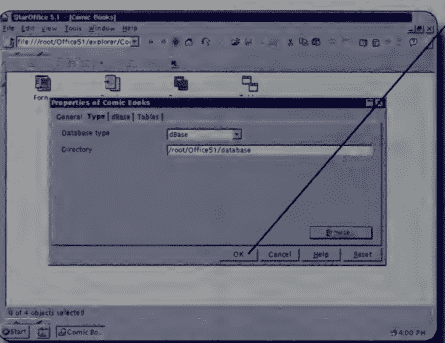 StarOffice 5.1 - [Comic Books]
File Edit View Tools Window Help
file:///root/Office51/explorer/Co
Form
Properties of Comic Books
General Type dBase Tables
Database type dBase
Directory /root/Office51/database
Browse...
OK Cancel Help Reset
of 4 objects selected
Start Comic Bo... 4:00 PM